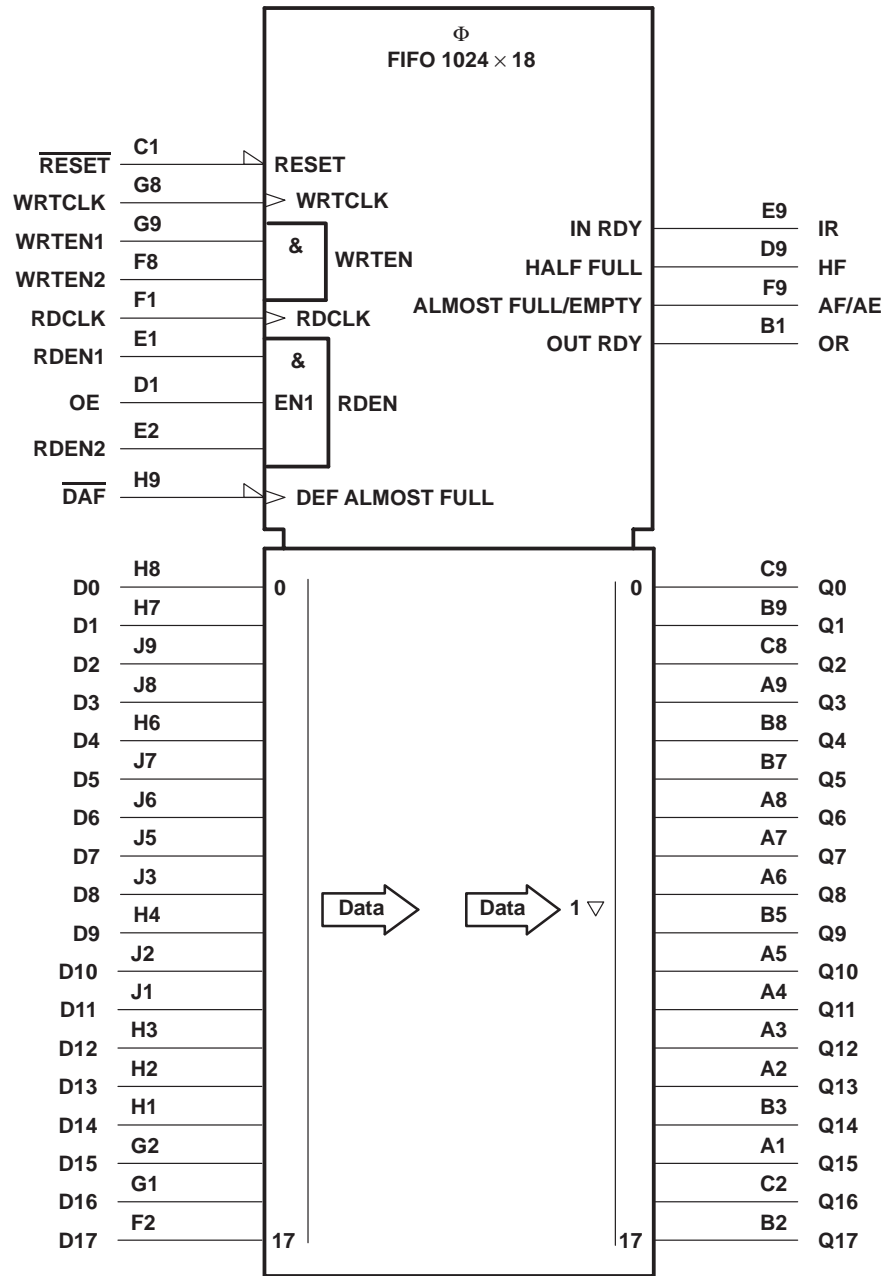 Φ
FIFO 1024 × 18
RESET C1 RESET
WRTCLK G8 WRTCLK
WRTEN1 G9 & WRTEN
WRTEN2 F8
RDCLK F1 RDCLK
RDEN1 E1 &
OE D1 EN1 RDEN
RDEN2 E2
DAF H9 DEF ALMOST FULL
IN RDY E9 IR
HALF FULL D9 HF
ALMOST FULL/EMPTY F9 AF/AE
OUT RDY B1 OR
D0 H8 0 0 C9 Q0
D1 H7 B9 Q1
D2 J9 C8 Q2
D3 J8 A9 Q3
D4 H6 B8 Q4
D5 J7 B7 Q5
D6 J6 A8 Q6
D7 J5 A7 Q7
D8 J3 A6 Q8
Data Data 1 ▽
D9 H4 B5 Q9
D10 J2 A5 Q10
D11 J1 A4 Q11
D12 H3 A3 Q12
D13 H2 A2 Q13
D14 H1 B3 Q14
D15 G2 A1 Q15
D16 G1 C2 Q16
D17 F2 17 17 B2 Q17